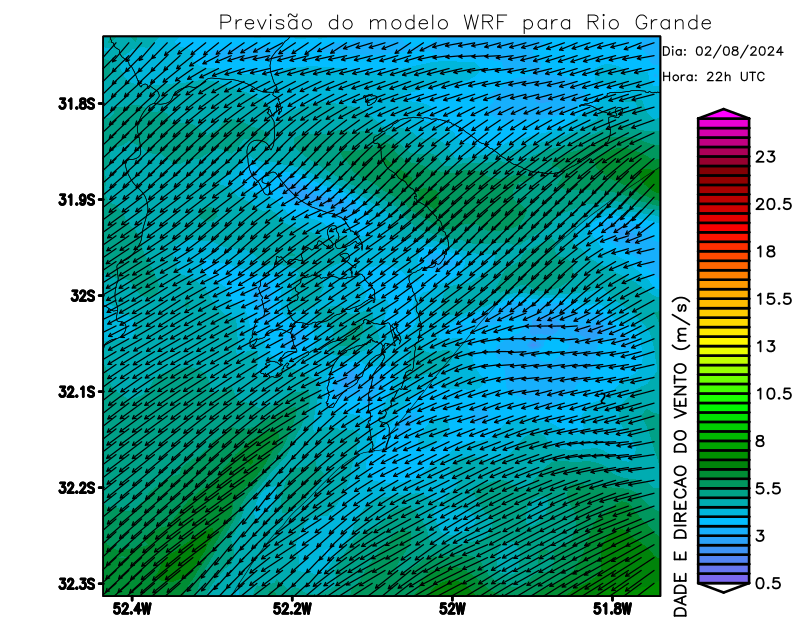 Previsão do modelo WRF para Rio Grande
Dia: 02/08/2024
Hora: 22h UTC
31.8S
31.9S
32S
32.1S
32.2S
32.3S
52.4W
52.2W
52W
51.8W
DADE E DIRECAO DO VENTO (m/s)
23
20.5
18
15.5
13
10.5
8
5.5
3
0.5